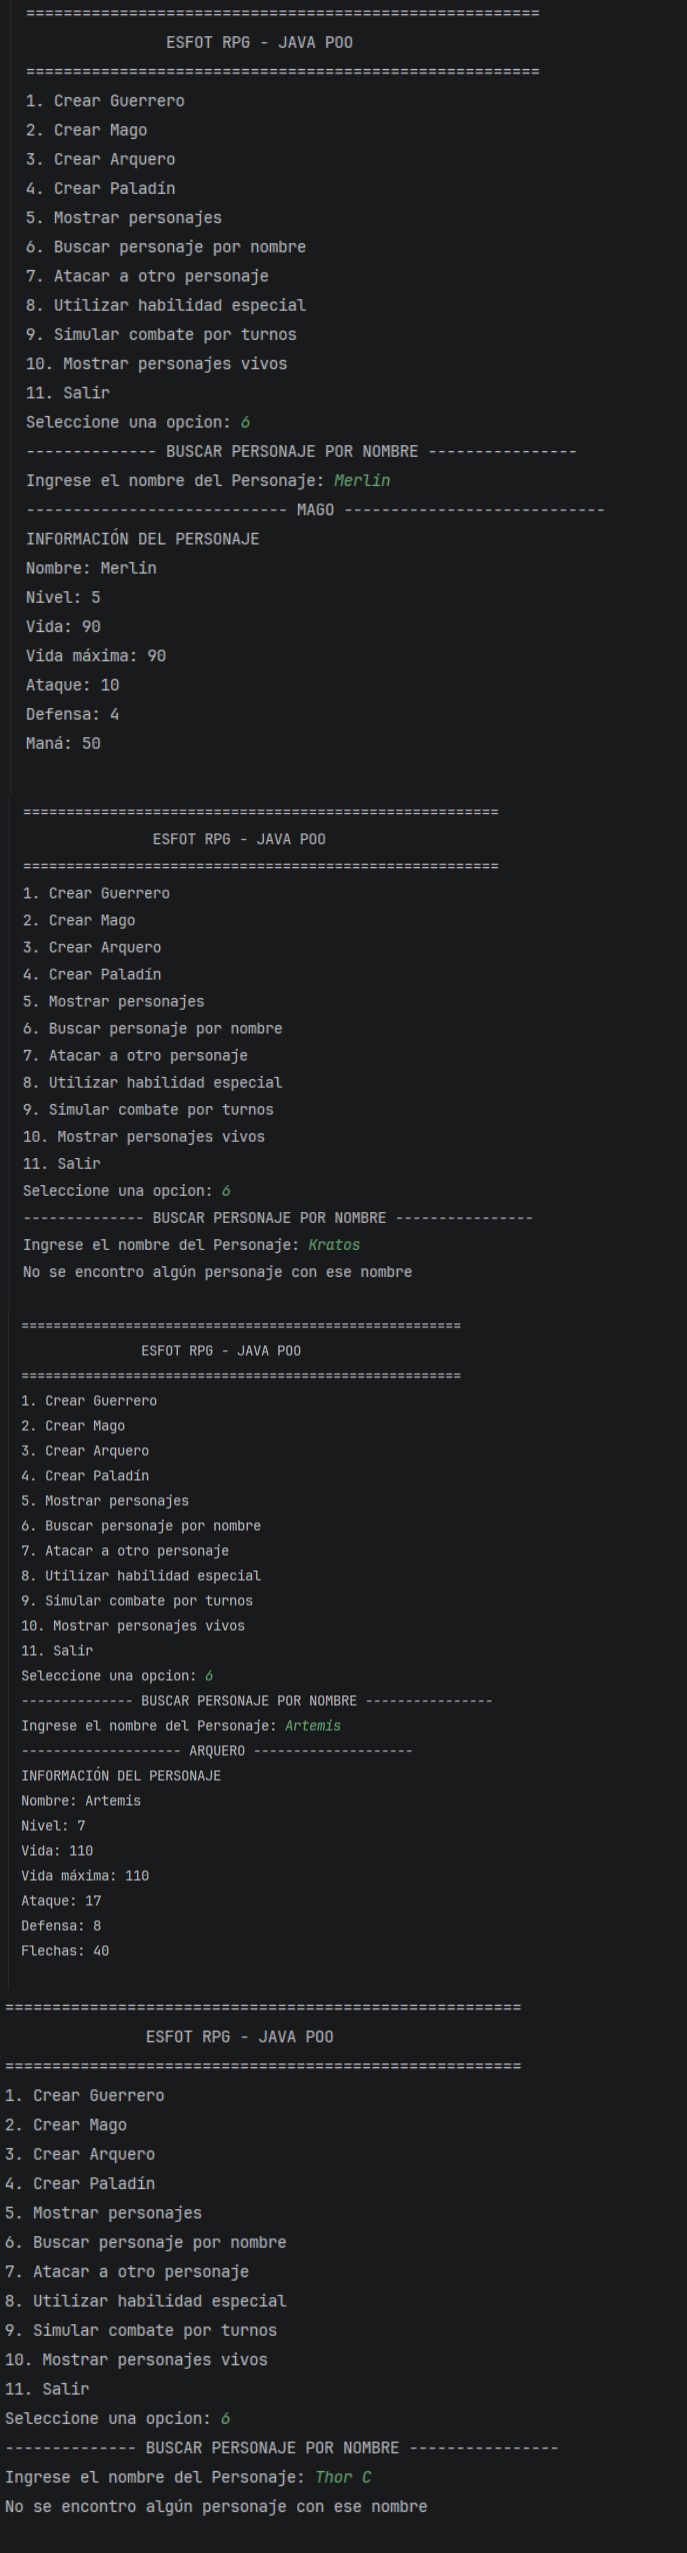 =======================================================
ESFOT RPG - JAVA POO
=======================================================
1. Crear Guerrero
2. Crear Mago
3. Crear Arquero
4. Crear Paladín
5. Mostrar personajes
6. Buscar personaje por nombre
7. Atacar a otro personaje
8. Utilizar habilidad especial
9. Simular combate por turnos
10. Mostrar personajes vivos
11. Salir
Seleccione una opcion: 6
-------------- BUSCAR PERSONAJE POR NOMBRE ----------------
Ingrese el nombre del Personaje: Merlin
---------------------------- MAGO ----------------------------
INFORMACIÓN DEL PERSONAJE
Nombre: Merlin
Nivel: 5
Vida: 90
Vida máxima: 90
Ataque: 10
Defensa: 4
Maná: 50
=======================================================
ESFOT RPG - JAVA POO
=======================================================
1. Crear Guerrero
2. Crear Mago
3. Crear Arquero
4. Crear Paladín
5. Mostrar personajes
6. Buscar personaje por nombre
7. Atacar a otro personaje
8. Utilizar habilidad especial
9. Simular combate por turnos
10. Mostrar personajes vivos
11. Salir
Seleccione una opcion: 6
-------------- BUSCAR PERSONAJE POR NOMBRE ----------------
Ingrese el nombre del Personaje: Kratos
No se encontro algún personaje con ese nombre
=======================================================
ESFOT RPG - JAVA POO
=======================================================
1. Crear Guerrero
2. Crear Mago
3. Crear Arquero
4. Crear Paladín
5. Mostrar personajes
6. Buscar personaje por nombre
7. Atacar a otro personaje
8. Utilizar habilidad especial
9. Simular combate por turnos
10. Mostrar personajes vivos
11. Salir
Seleccione una opcion: 6
-------------- BUSCAR PERSONAJE POR NOMBRE ----------------
Ingrese el nombre del Personaje: Artemis
-------------------- ARQUERO --------------------
INFORMACIÓN DEL PERSONAJE
Nombre: Artemis
Nivel: 7
Vida: 110
Vida máxima: 110
Ataque: 17
Defensa: 8
Flechas: 40
=======================================================
ESFOT RPG - JAVA POO
=======================================================
1. Crear Guerrero
2. Crear Mago
3. Crear Arquero
4. Crear Paladín
5. Mostrar personajes
6. Buscar personaje por nombre
7. Atacar a otro personaje
8. Utilizar habilidad especial
9. Simular combate por turnos
10. Mostrar personajes vivos
11. Salir
Seleccione una opcion: 6
-------------- BUSCAR PERSONAJE POR NOMBRE ----------------
Ingrese el nombre del Personaje: Thor C
No se encontro algún personaje con ese nombre